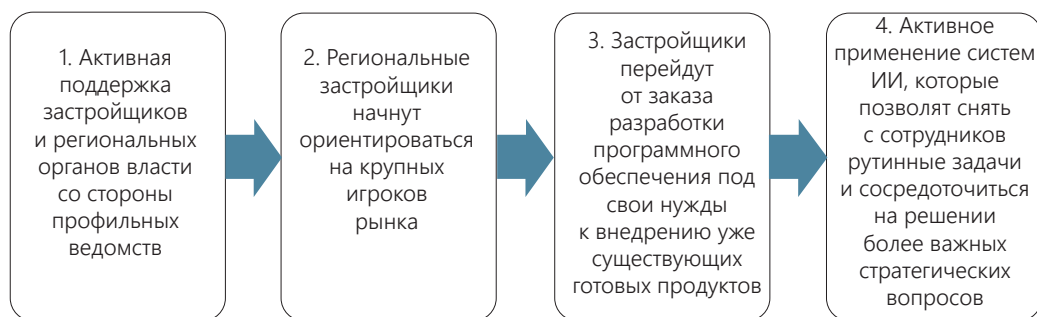 1. Активная
поддержка
застройщиков
и региональных
органов власти
со стороны
профильных
ведомств
2. Региональные
застройщики
начнут
ориентироваться
на крупных
игроков
рынка
3. Застройщики
перейдут
от заказа
разработки
программного
обеспечения под
свои нужды
к внедрению уже
существующих
готовых продуктов
4. Активное
применение систем
ИИ, которые
позволят снять
с сотрудников
рутинные задачи
и сосредоточиться
на решении
более важных
стратегических
вопросов